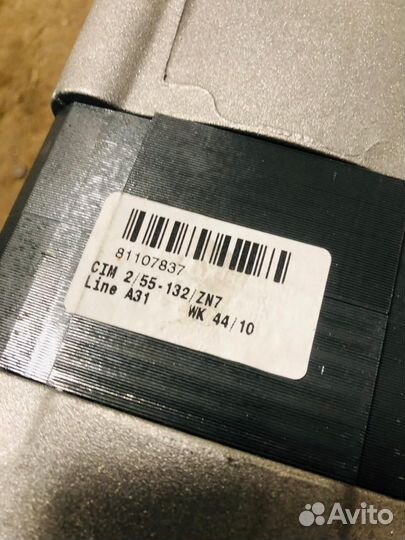 81107837
CIM 2/55-132/ZN7
Line A31 WK 44/10
Avito